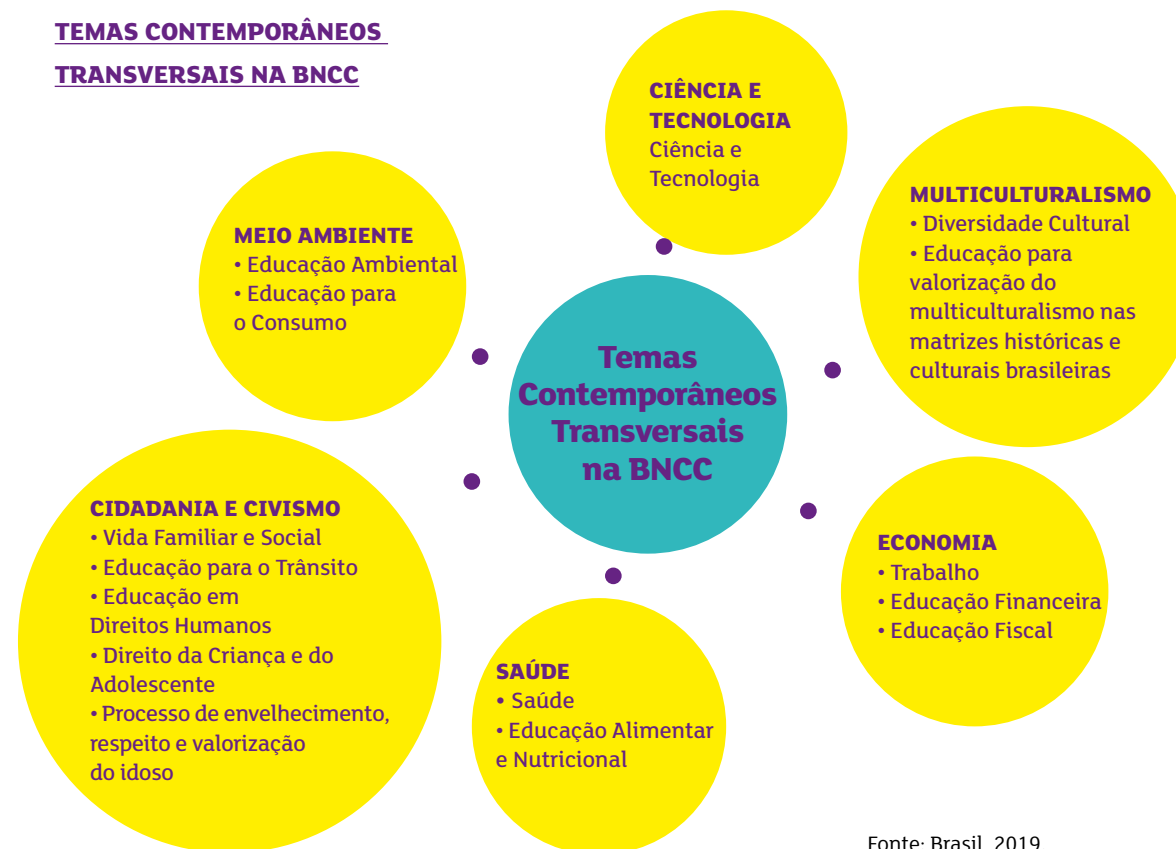 TEMAS CONTEMPORÂNEOS
TRANSVERSAIS NA BNCC
CIÊNCIA E
TECNOLOGIA
Ciência e
Tecnologia
MULTICULTURALISMO
• Diversidade Cultural
• Educação para
valorização do
multiculturalismo nas
matrizes históricas e
culturais brasileiras
MEIO AMBIENTE
• Educação Ambiental
• Educação para
o Consumo
Temas
Contemporâneos
Transversais
na BNCC
CIDADANIA E CIVISMO
• Vida Familiar e Social
• Educação para o Trânsito
• Educação em
Direitos Humanos
• Direito da Criança e do
Adolescente
• Processo de envelhecimento,
respeito e valorização
do idoso
ECONOMIA
• Trabalho
• Educação Financeira
• Educação Fiscal
SAÚDE
• Saúde
• Educação Alimentar
e Nutricional
Fonte: Brasil, 2019